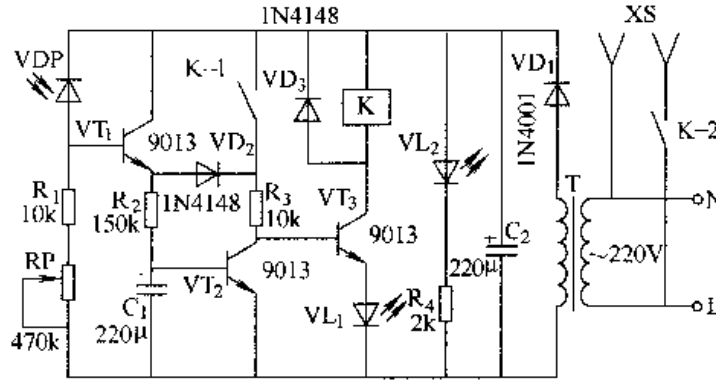 1N4148
XS
VDP
K-1
VD3
VD1
K
1N4001
VT1
9013
VD2
VL2
K-2
R1
10k
R2
150k
1N4148
R3
10k
VT3
9013
T
N
RP
C2
~220V
VT2
9013
+
220μ
C1
220μ
VL1
R4
2k
L
470k